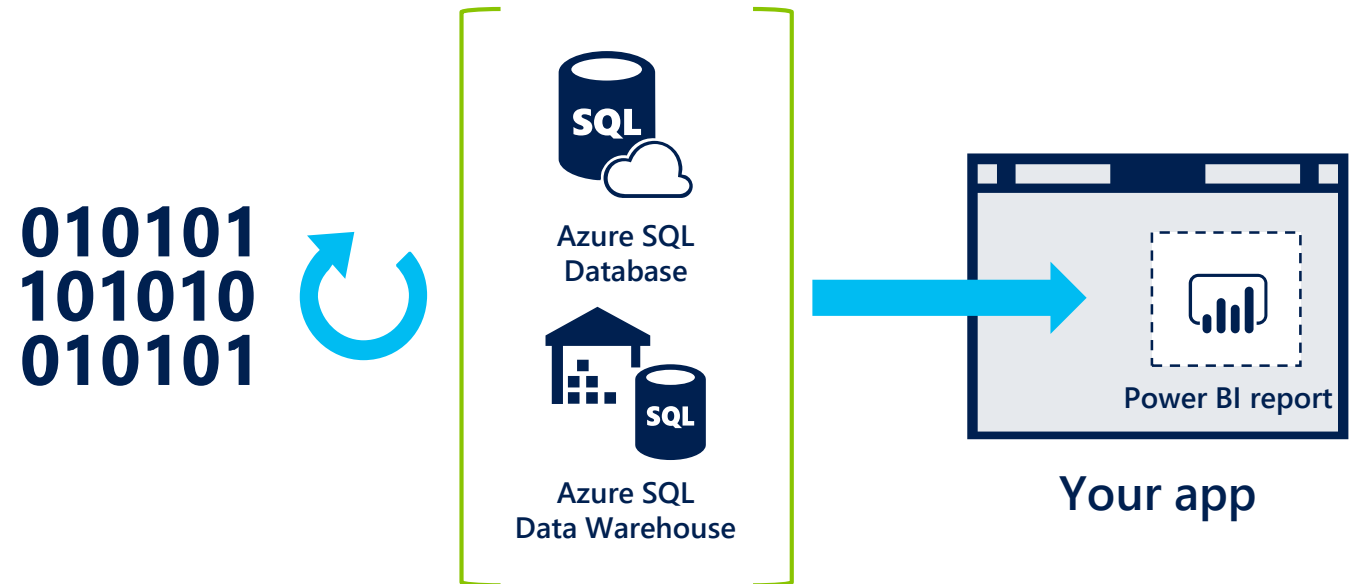 010101
101010
010101
SQL
Azure SQL
Database
SQL
Azure SQL
Data Warehouse
Power BI report
Your app